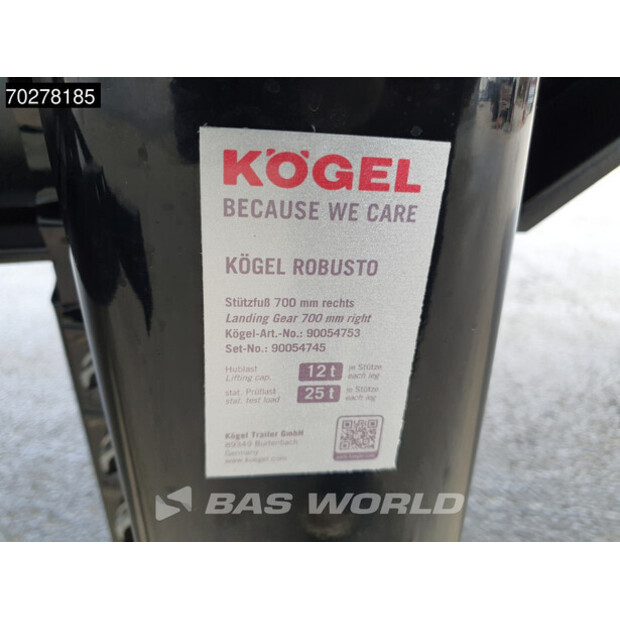 70278185
KÖGEL
BECAUSE WE CARE
KÖGEL ROBUSTO
Stützfuß 700 mm rechts
Landing Gear 700 mm right
Kögel-Art.-No.: 90054753
Set-No.: 90054745
Hublast 12 t je Stütze
Lifting cap. each leg
stat. Prüflast 25 t je Stütze
stat. test load each leg
Kögel Trailer GmbH
89349 Burtenbach
Germany
www.koegel.com
BAS WORLD